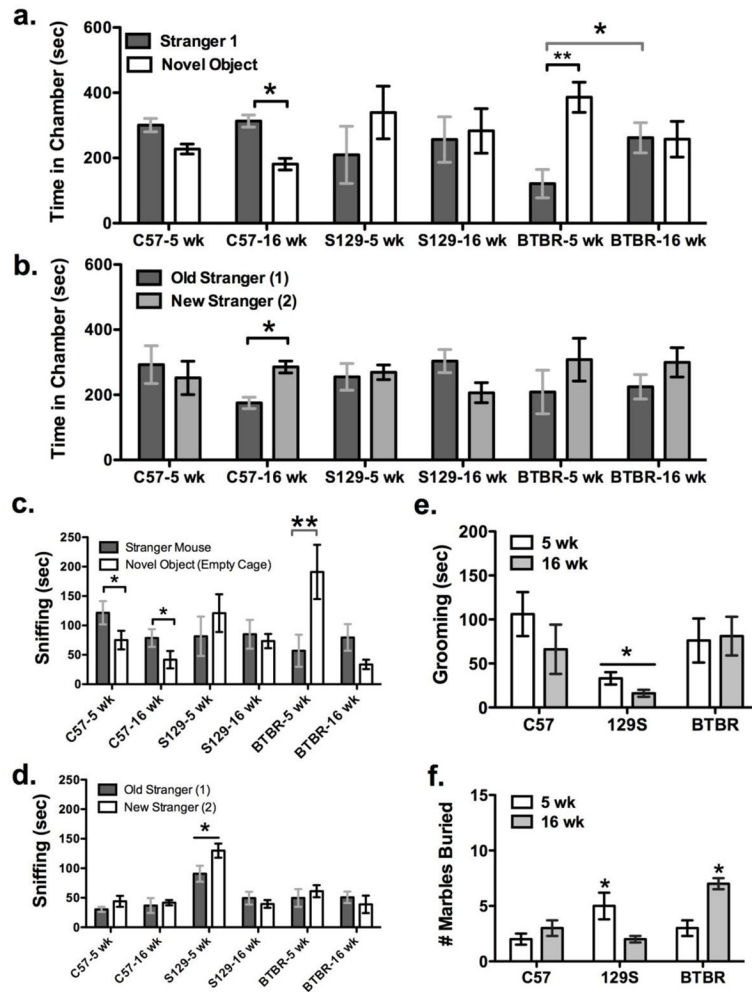 a.
Stranger 1
Novel Object
Time in Chamber (sec)
600
400
200
0
*
**
*
C57-5 wk
C57-16 wk
S129-5 wk
S129-16 wk
BTBR-5 wk
BTBR-16 wk
b.
Old Stranger (1)
New Stranger (2)
Time in Chamber (sec)
600
400
200
0
*
C57-5 wk
C57-16 wk
S129-5 wk
S129-16 wk
BTBR-5 wk
BTBR-16 wk
c.
Stranger Mouse
Novel Object (Empty Cage)
Sniffing (sec)
250
200
150
100
50
0
*
*
**
C57-5 wk
C57-16 wk
S129-5 wk
S129-16 wk
BTBR-5 wk
BTBR-16 wk
d.
Old Stranger (1)
New Stranger (2)
Sniffing (sec)
250
200
150
100
50
0
*
C57-5 wk
C57-16 wk
S129-5 wk
S129-16 wk
BTBR-5 wk
BTBR-16 wk
e.
5 wk
16 wk
Grooming (sec)
200
150
100
50
0
*
C57
129S
BTBR
f.
5 wk
16 wk
# Marbles Buried
15
10
5
0
*
*
C57
129S
BTBR